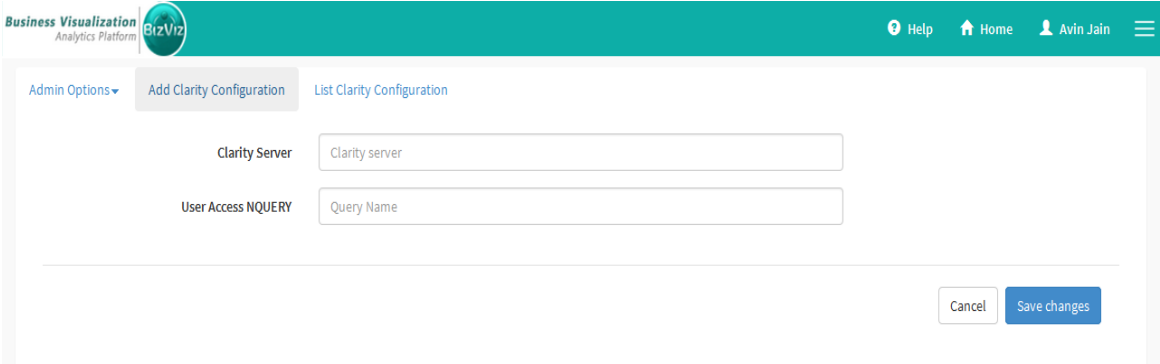 Business Visualization
Analytics Platform
BIZVIZ
Help Home Avin Jain
Admin Options Add Clarity Configuration List Clarity Configuration
Clarity Server Clarity server
User Access NQUERY Query Name
Cancel Save changes